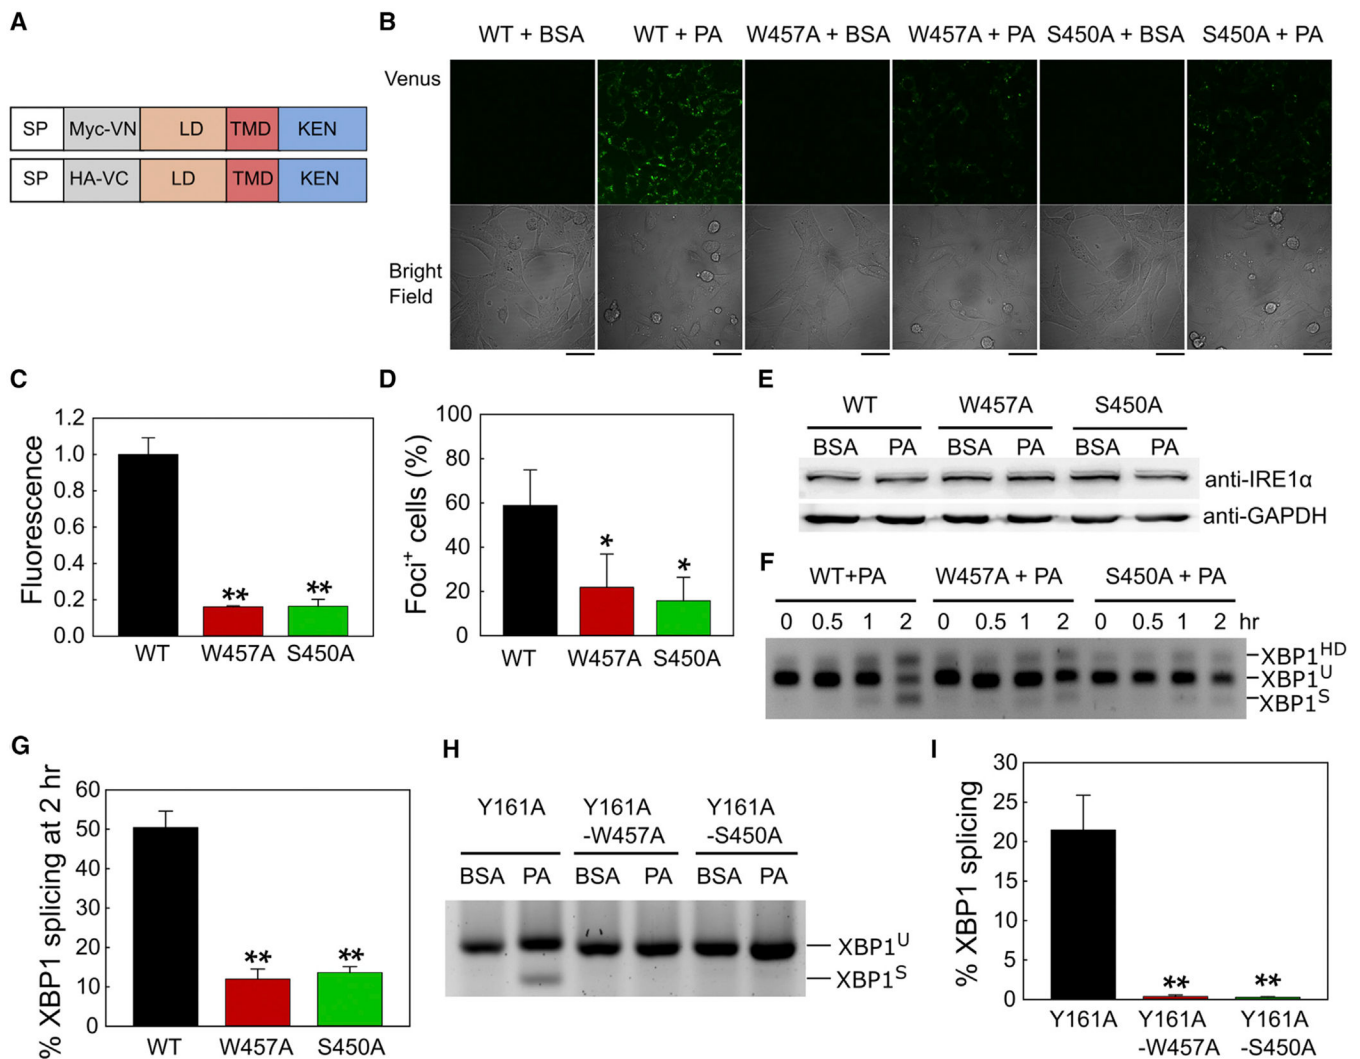 A
SP Myc-VN LD TMD KEN
SP HA-VC LD TMD KEN
B
WT + BSA WT + PA W457A + BSA W457A + PA S450A + BSA S450A + PA
Venus
Bright
Field
C
Fluorescence
1.2
1.0
0.8
0.6
0.4
0.2
0.0
** **
WT W457A S450A
D
Foci⁺ cells (%)
100
80
60
40
20
0
* *
WT W457A S450A
E
WT W457A S450A
BSA PA BSA PA BSA PA
anti-IRE1α
anti-GAPDH
F
WT+PA W457A + PA S450A + PA
0 0.5 1 2 0 0.5 1 2 0 0.5 1 2 hr
XBP1ᴴᴰ
XBP1ᵁ
XBP1ˢ
G
% XBP1 splicing at 2 hr
60
50
40
30
20
10
0
** **
WT W457A S450A
H
Y161A Y161A Y161A
-W457A -S450A
BSA PA BSA PA BSA PA
XBP1ᵁ
XBP1ˢ
I
% XBP1 splicing
30
25
20
15
10
5
0
** **
Y161A Y161A Y161A
-W457A -S450A